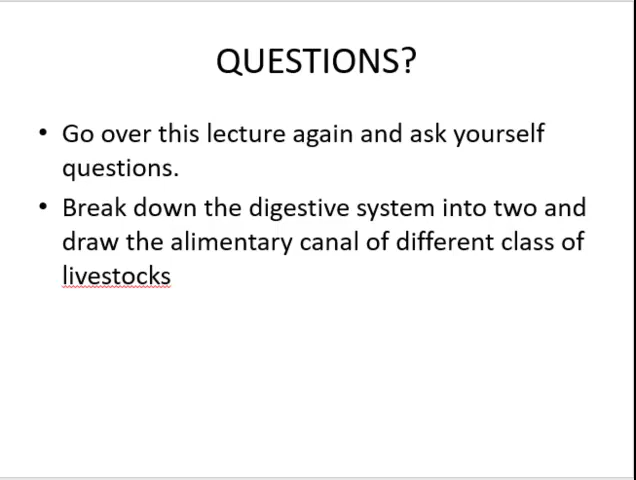 QUESTIONS?
• Go over this lecture again and ask yourself
questions.
• Break down the digestive system into two and
draw the alimentary canal of different class of
livestocks